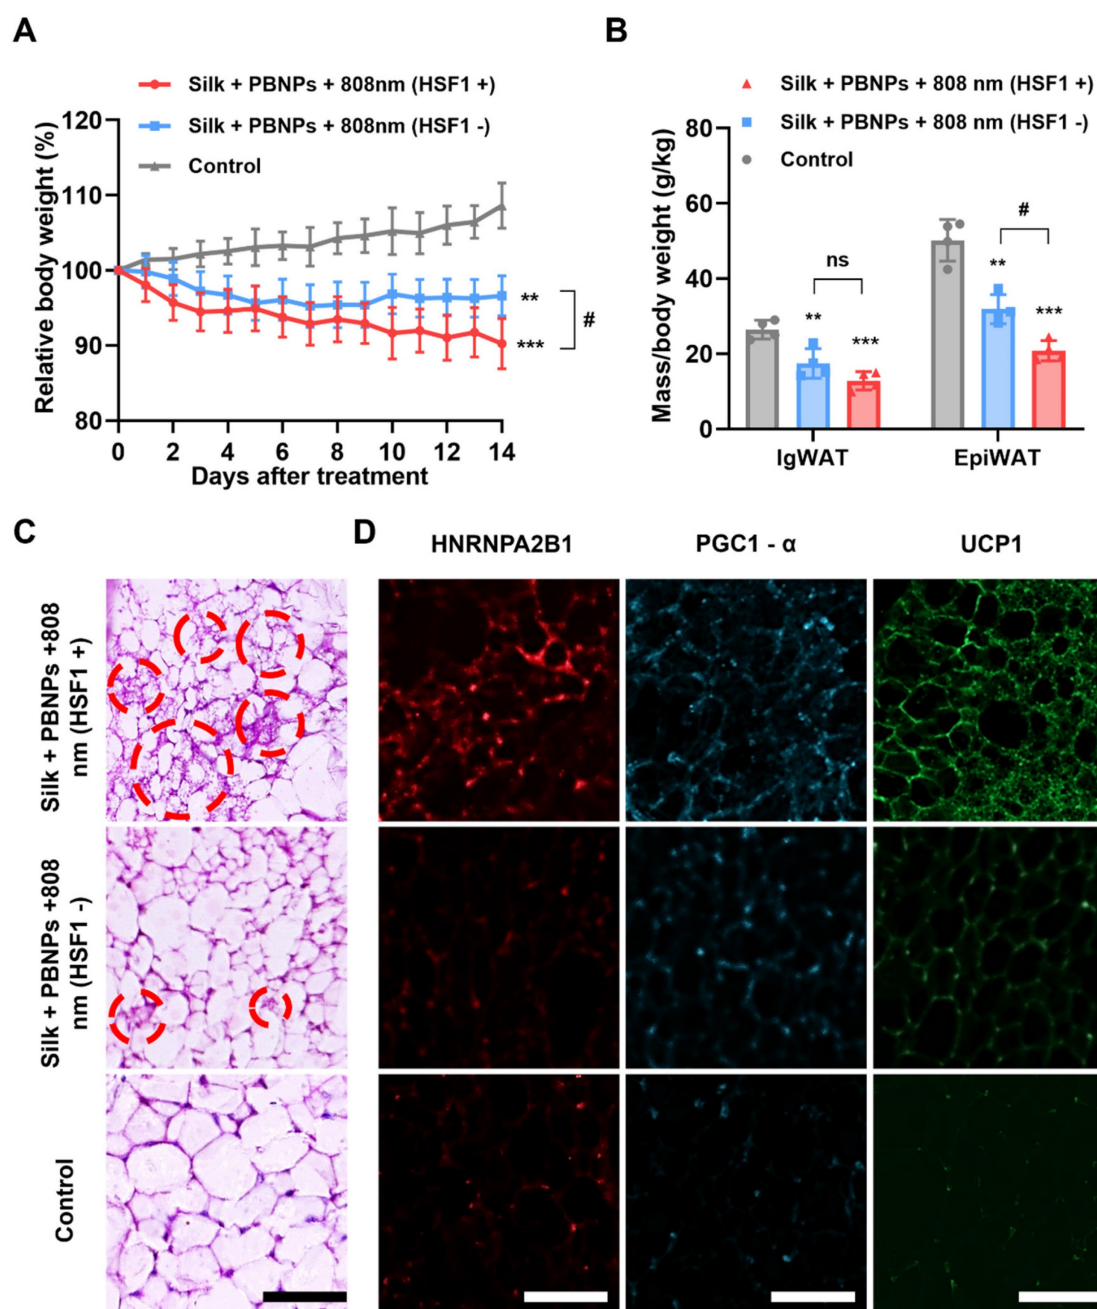 A
Silk + PBNPs + 808nm (HSF1 +)
Silk + PBNPs + 808nm (HSF1 -)
Control
Relative body weight (%)
120
110
100
90
80
0 2 4 6 8 10 12 14
Days after treatment
**
***
#
B
Silk + PBNPs + 808 nm (HSF1 +)
Silk + PBNPs + 808 nm (HSF1 -)
Control
Mass/body weight (g/kg)
80
60
40
20
0
ns
**
***
#
**
***
IgWAT EpiWAT
C
Silk + PBNPs +808
nm (HSF1 +)
Silk + PBNPs +808
nm (HSF1 -)
Control
D
HNRNPA2B1 PGC1 - α UCP1